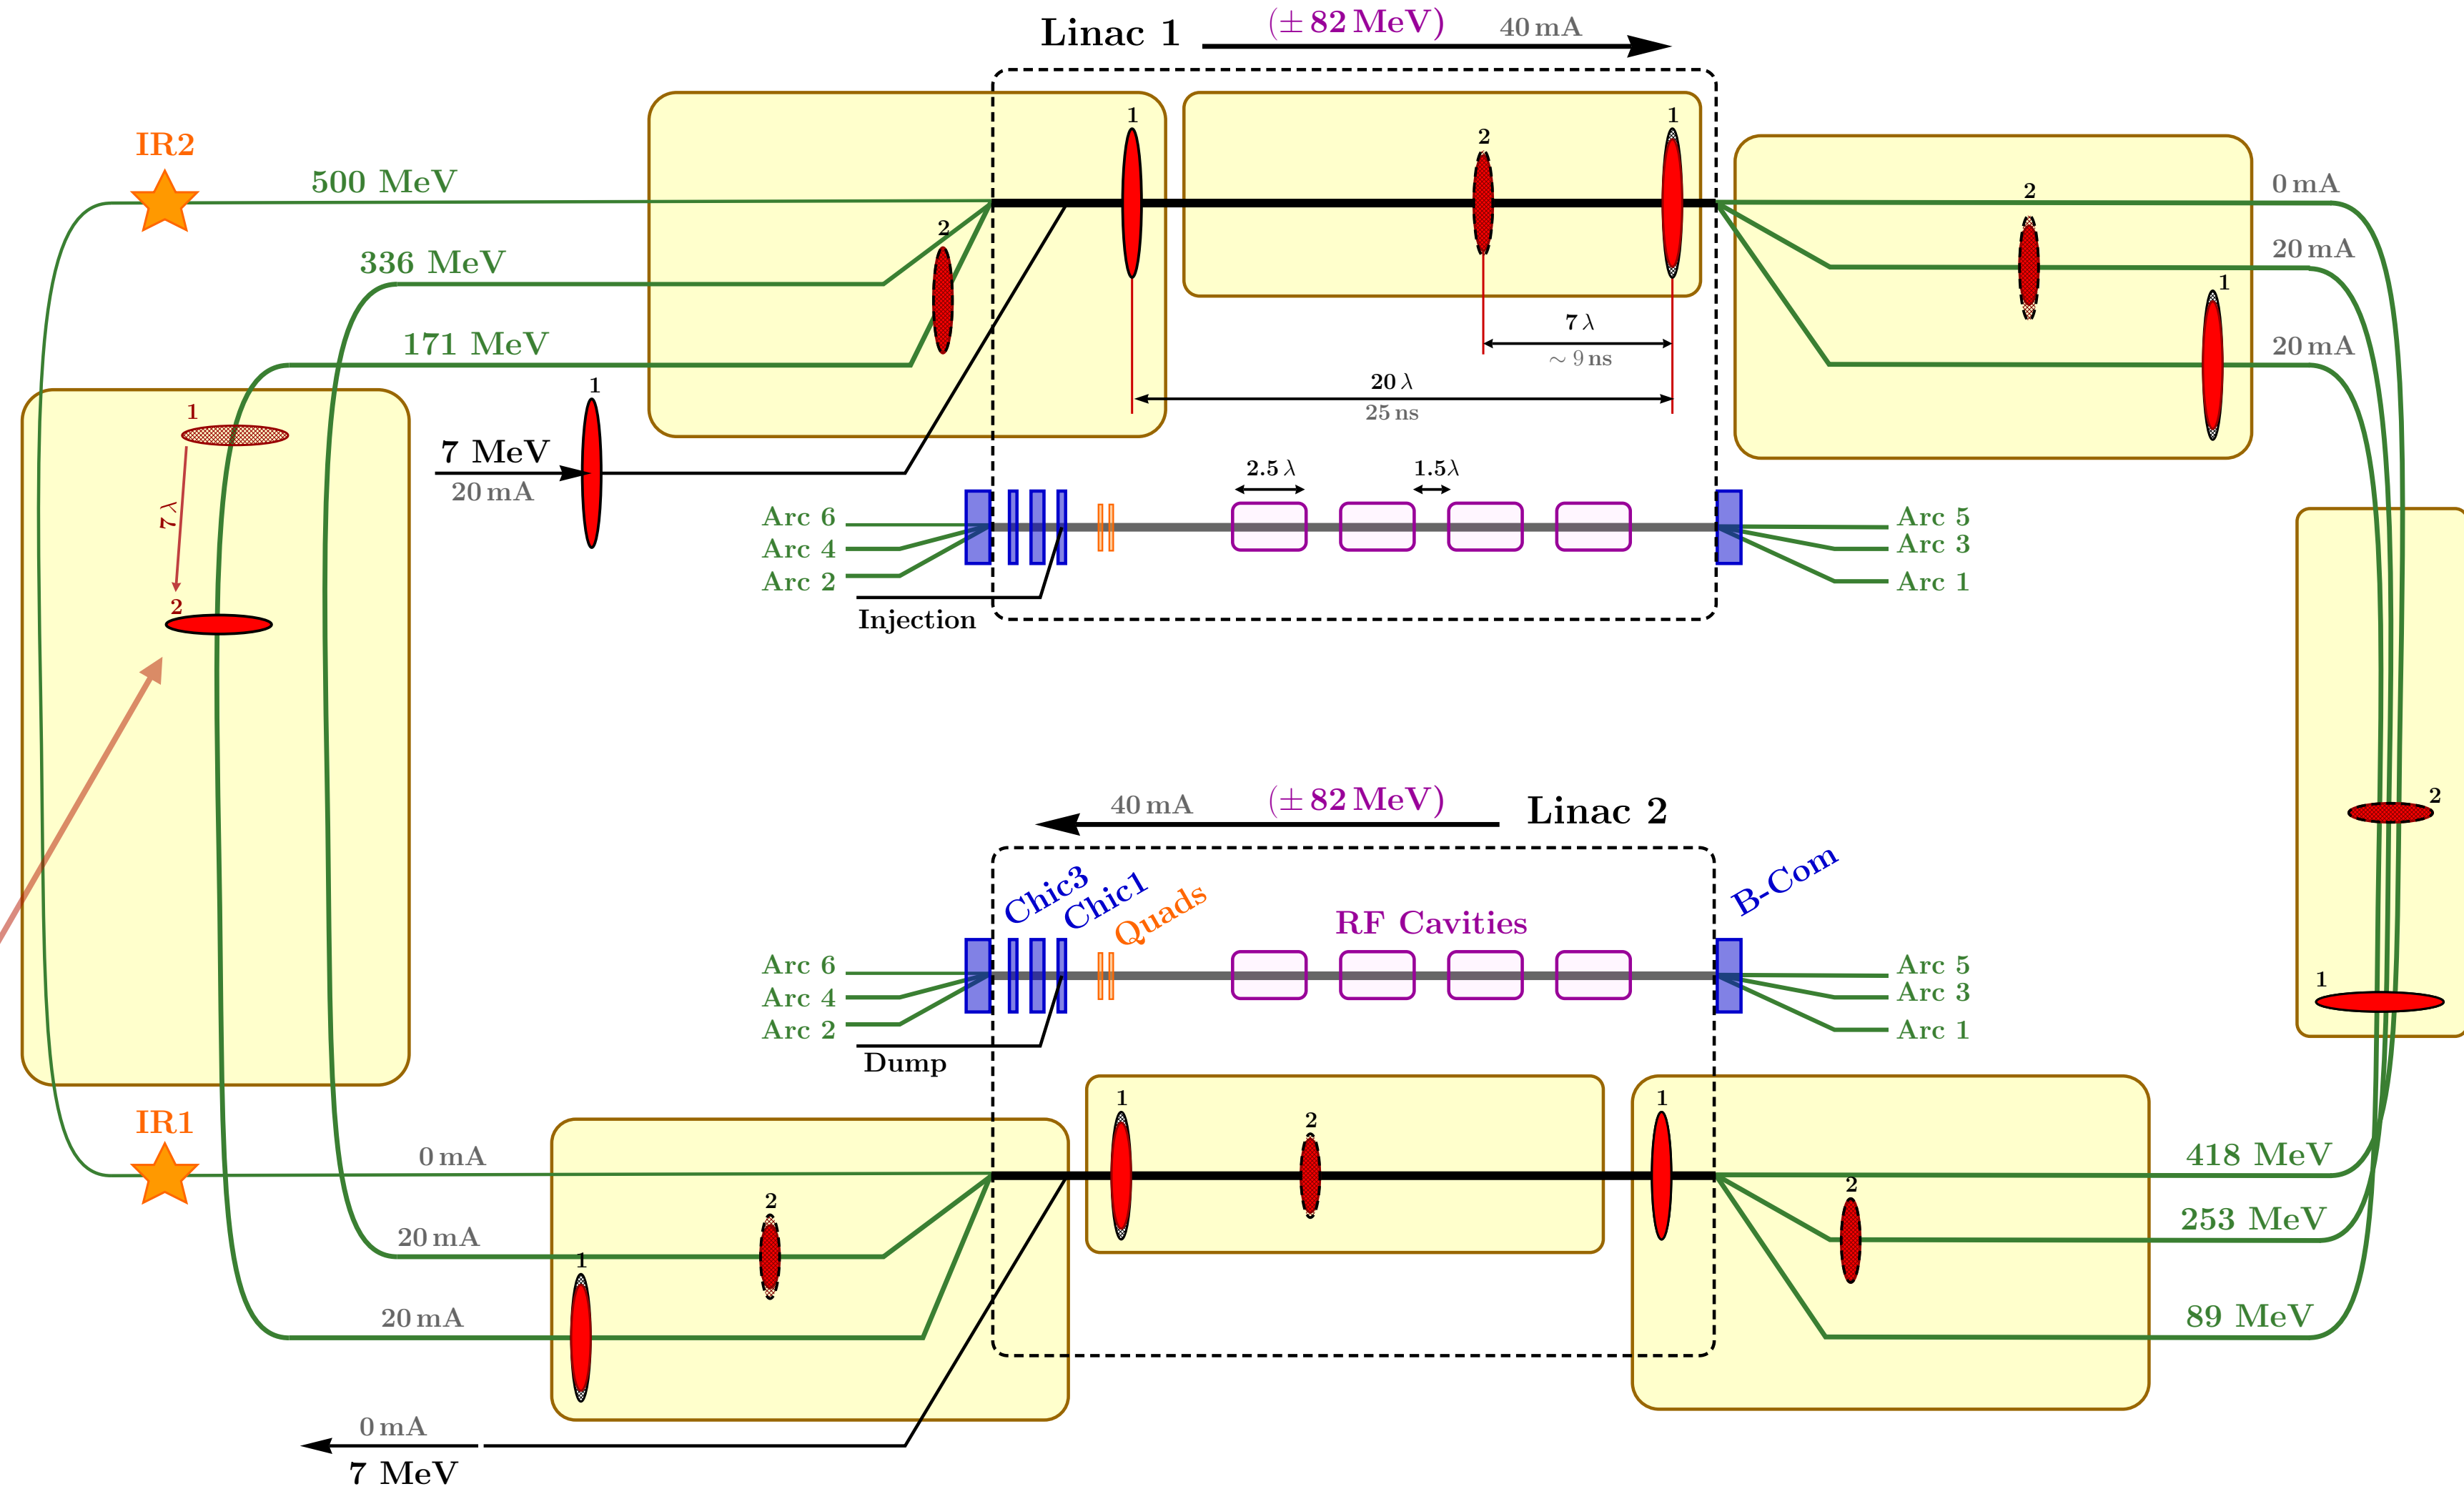 Linac 1
(± 82 MeV)
40 mA
IR2
500 MeV
336 MeV
171 MeV
1
2
2
1
2
1
0 mA
20 mA
20 mA
7 λ
∼ 9 ns
20 λ
25 ns
1
7 λ
2
1
7 MeV
20 mA
2.5 λ
1.5λ
Arc 6
Arc 4
Arc 2
Injection
Arc 5
Arc 3
Arc 1
40 mA
(± 82 MeV)
Linac 2
Chic3
Chic1
Quads
RF Cavities
B-Com
Arc 6
Arc 4
Arc 2
Dump
Arc 5
Arc 3
Arc 1
2
1
IR1
0 mA
20 mA
20 mA
1
2
1
2
1
2
418 MeV
253 MeV
89 MeV
0 mA
7 MeV